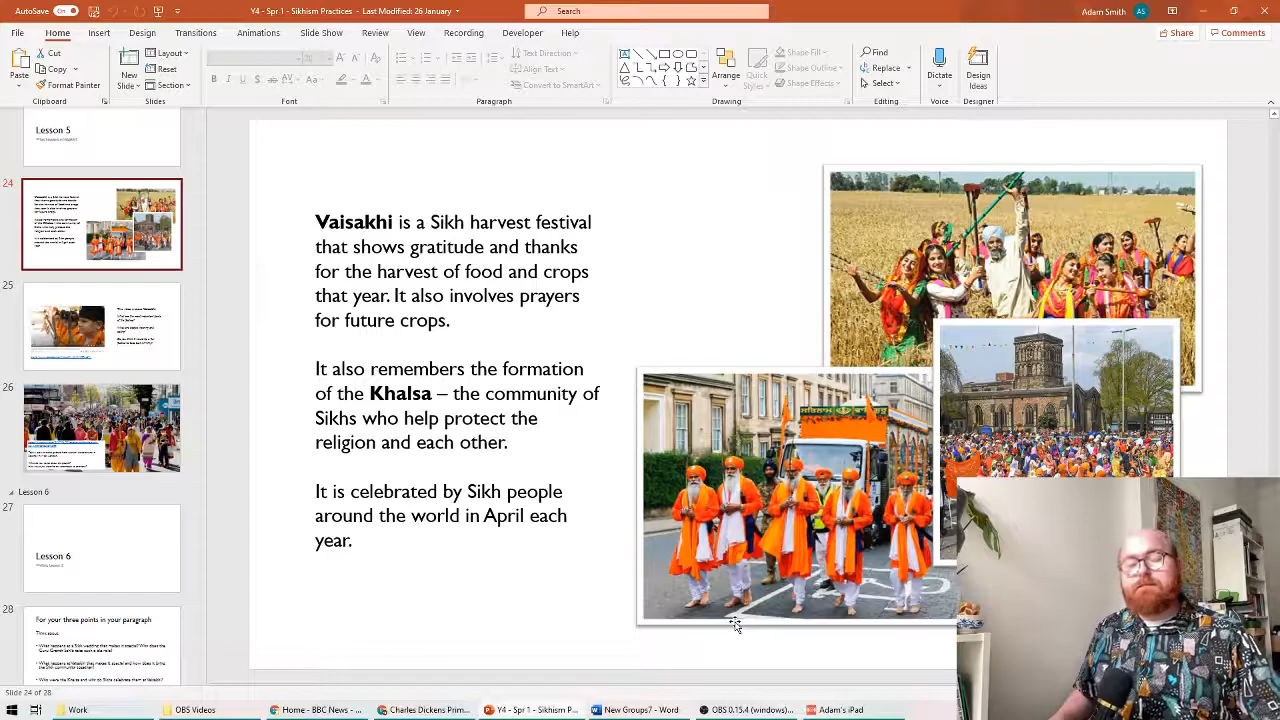 AutoSave On Y4 - Spr 1 - Sikhism Practices - Last Modified: 26 January Search Adam Smith AS
File Home Insert Design Transitions Animations Slide Show Review View Recording Developer Help Share Comments
Paste Cut Copy Format Painter Clipboard
New Slide Layout Reset Section Slides
Font
Text Direction Align Text Convert to SmartArt Paragraph
Arrange Quick Styles Shape Fill Shape Outline Shape Effects Drawing
Find Replace Select Editing
Dictate Voice
Design Ideas Designer
Lesson 5
24
25
26
Lesson 6
27
Lesson 6
28
For your three points in your paragraph
Vaisakhi is a Sikh harvest festival
that shows gratitude and thanks
for the harvest of food and crops
that year. It also involves prayers
for future crops.
It also remembers the formation
of the Khalsa – the community of
Sikhs who help protect the
religion and each other.
It is celebrated by Sikh people
around the world in April each
year.
Slide 24 of 28
Work OBS Videos Home - BBC News - ... Charles Dickens Prim... Y4 - Spr 1 - Sikhism P... New Groups7 - Word OBS 0.15.4 (windows)... Adam's iPad